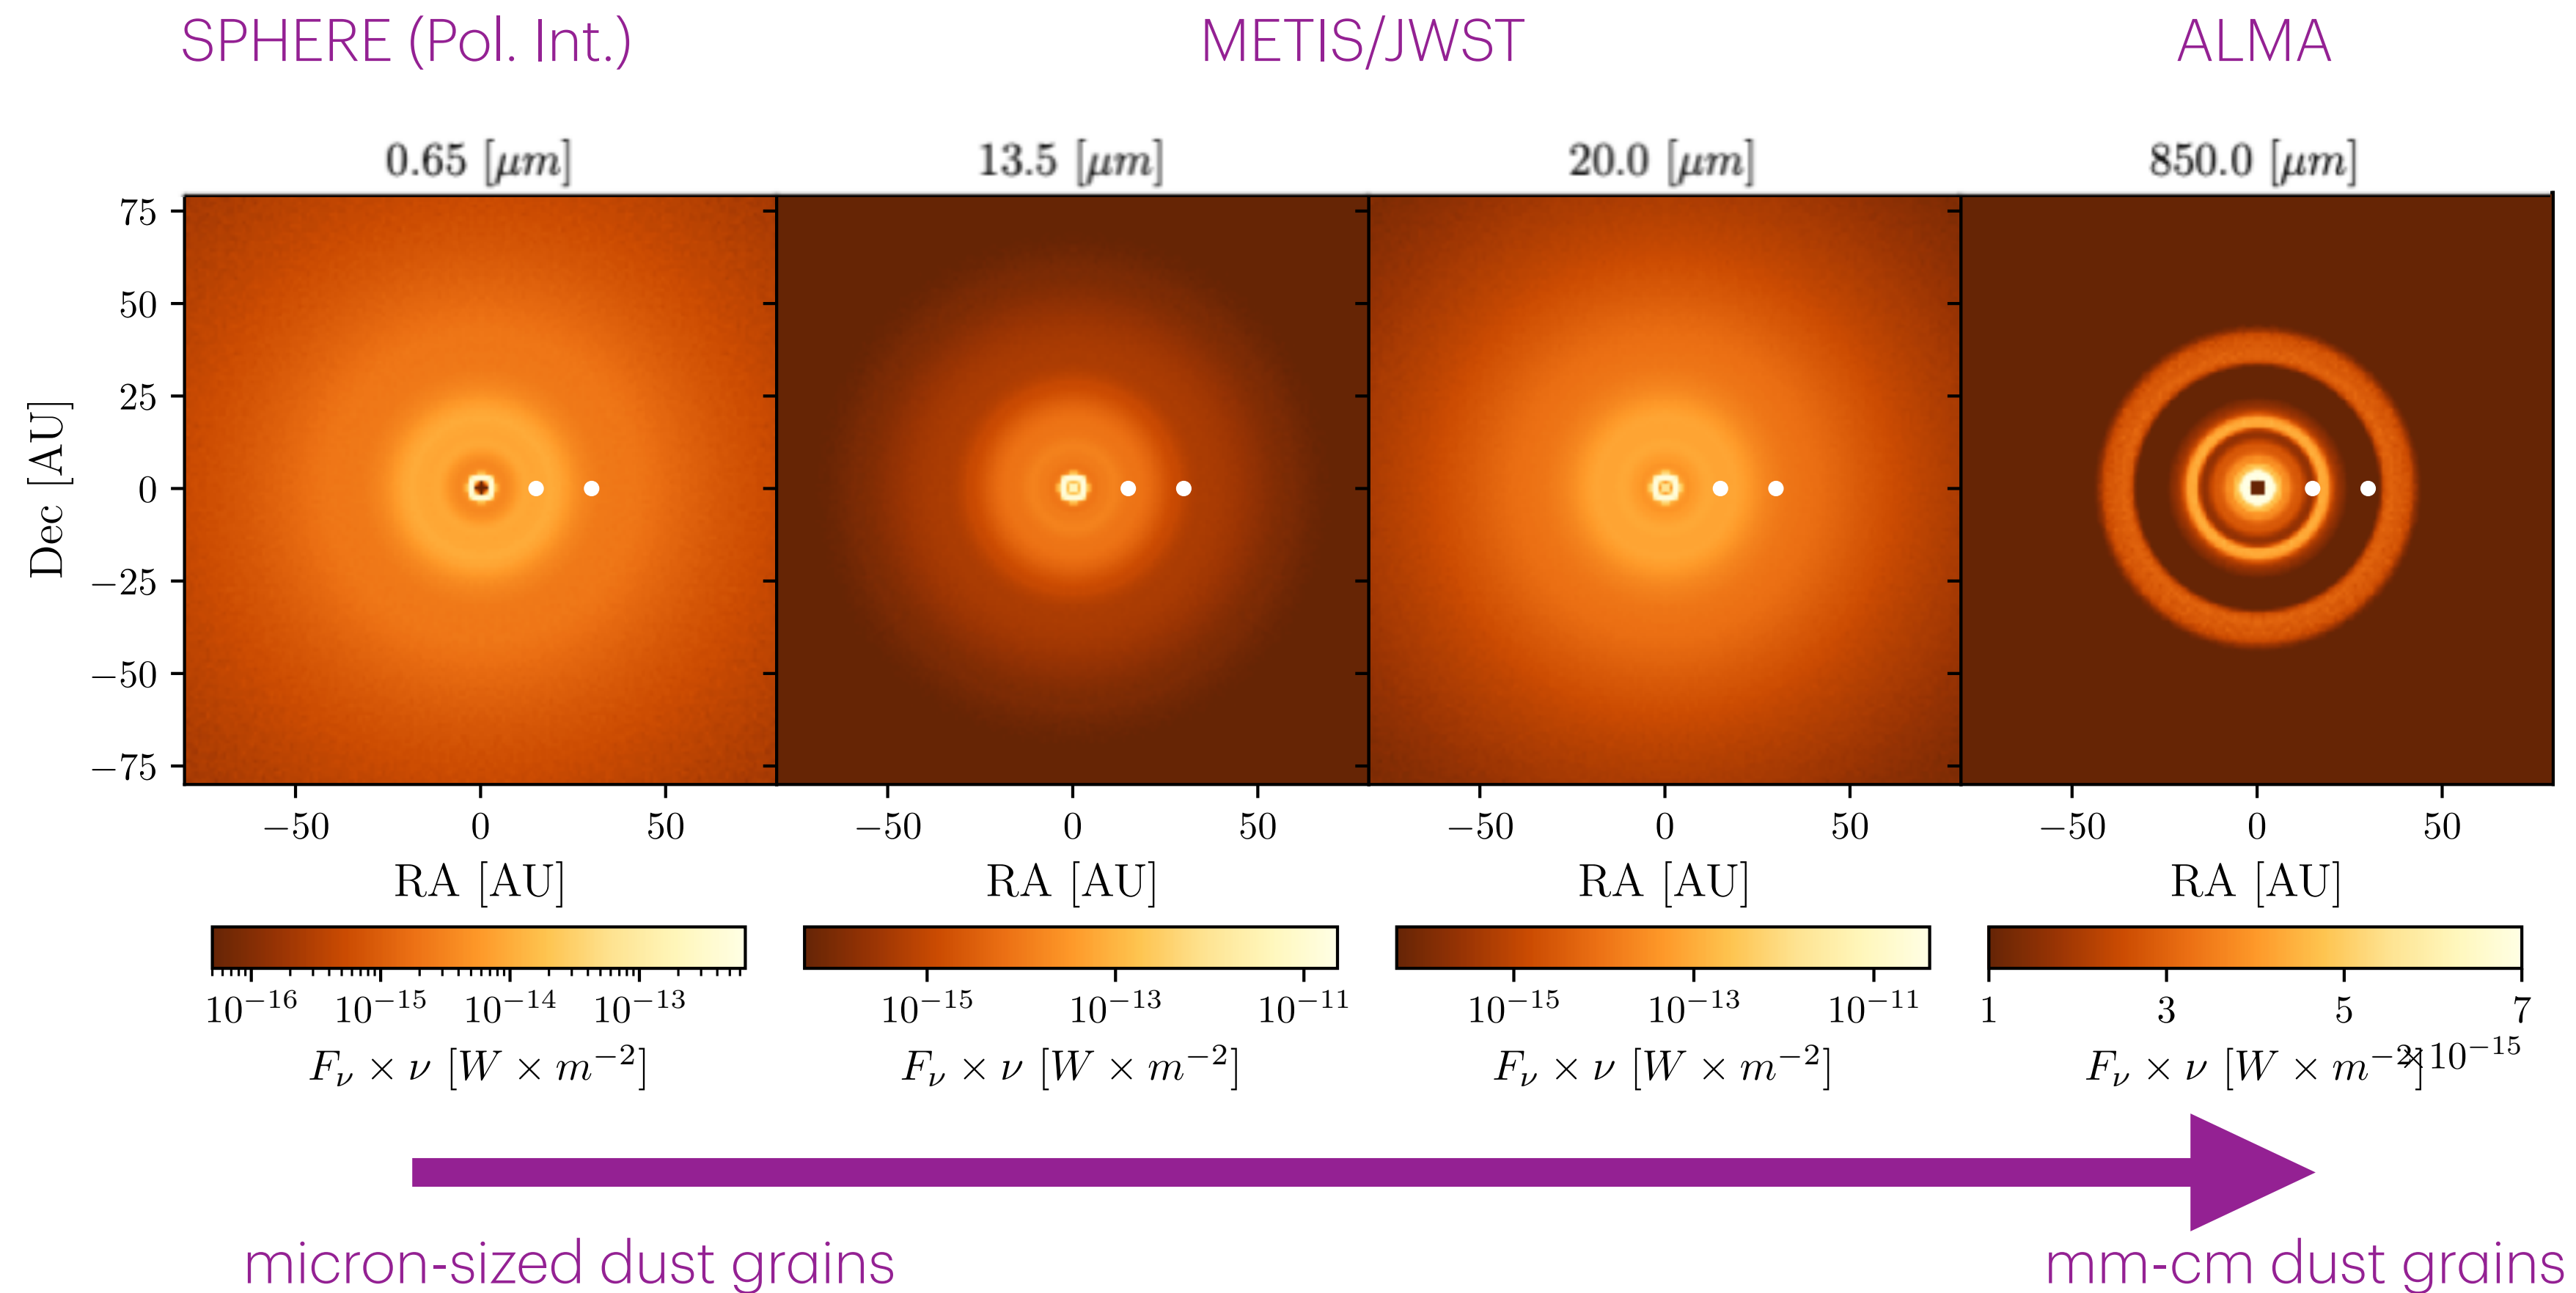 SPHERE (Pol. Int.) METIS/JWST ALMA
0.65 [μm] 13.5 [μm] 20.0 [μm] 850.0 [μm]
75
50
25
0
−25
−50
−75
Dec [AU]
−50 0 50 −50 0 50 −50 0 50 −50 0 50
RA [AU] RA [AU] RA [AU] RA [AU]
10⁻¹⁶ 10⁻¹⁵ 10⁻¹⁴ 10⁻¹³ 10⁻¹⁵ 10⁻¹³ 10⁻¹¹ 10⁻¹⁵ 10⁻¹³ 10⁻¹¹ 1 3 5 7
×10⁻¹⁵
Fν × ν [W × m⁻²] Fν × ν [W × m⁻²] Fν × ν [W × m⁻²] Fν × ν [W × m⁻²]
micron-sized dust grains mm-cm dust grains